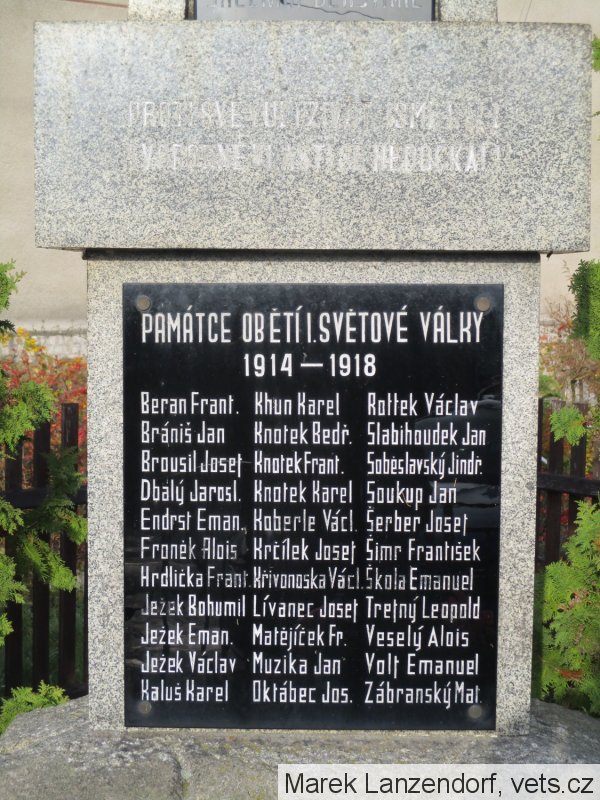 PAMÁTCE OBĚTÍ I. SVĚTOVÉ VÁLKY
1914 — 1918
Beran Frant. Khun Karel Rottek Václav
Brániš Jan Knotek Bedř. Slabihoudek Jan
Brousil Josef Knotek Frant. Soběslavský Jindř.
Dbálý Jarosl. Knotek Karel Soukup Jan
Endrst Eman. Koberle Václ. Šerber Josef
Froněk Alois Krčílek Josef Šimr František
Hrdlička Frant. Křivonoska Václ. Škola Emanuel
Ježek Bohumil Lívanec Josef Tretný Leopold
Ježek Eman. Matějíček Fr. Veselý Alois
Ježek Václav Muzika Jan Volf Emanuel
Kaluš Karel Oktábec Jos. Zábranský Mat.
Marek Lanzendorf, vets.cz